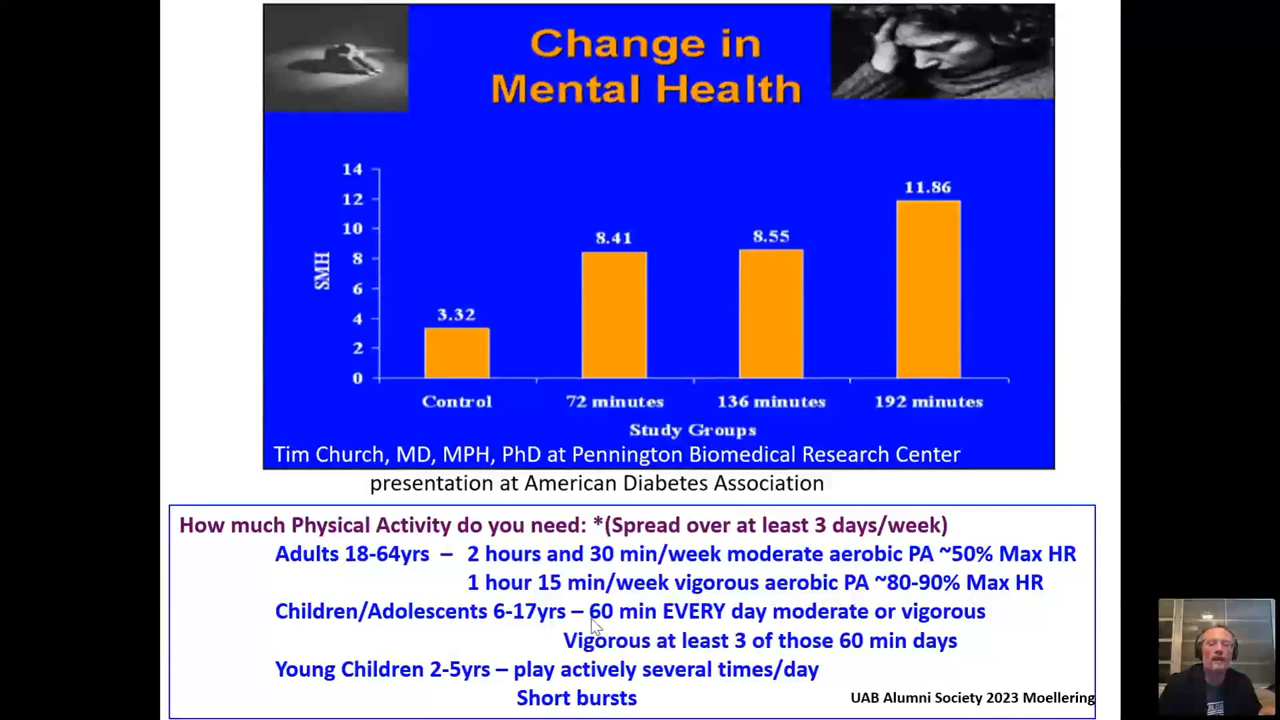 Change in
Mental Health
14
12
10
8
6
4
2
0
SMH
3.32
8.41
8.55
11.86
Control
72 minutes
136 minutes
192 minutes
Study Groups
Tim Church, MD, MPH, PhD at Pennington Biomedical Research Center
presentation at American Diabetes Association
How much Physical Activity do you need: *(Spread over at least 3 days/week)
Adults 18-64yrs – 2 hours and 30 min/week moderate aerobic PA ~50% Max HR
1 hour 15 min/week vigorous aerobic PA ~80-90% Max HR
Children/Adolescents 6-17yrs – 60 min EVERY day moderate or vigorous
Vigorous at least 3 of those 60 min days
Young Children 2-5yrs – play actively several times/day
Short bursts
UAB Alumni Society 2023 Moellering